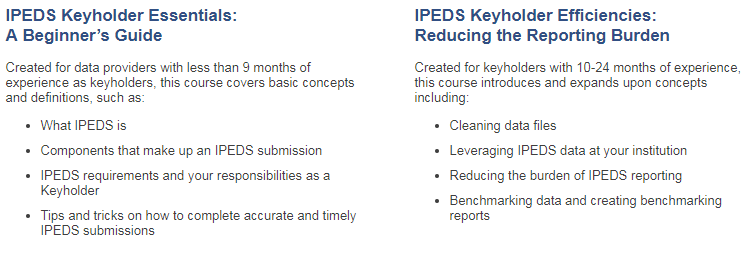 IPEDS Keyholder Essentials:
A Beginner's Guide
Created for data providers with less than 9 months of
experience as keyholders, this course covers basic concepts
and definitions, such as:
• What IPEDS is
• Components that make up an IPEDS submission
• IPEDS requirements and your responsibilities as a
Keyholder
• Tips and tricks on how to complete accurate and timely
IPEDS submissions
IPEDS Keyholder Efficiencies:
Reducing the Reporting Burden
Created for keyholders with 10-24 months of experience,
this course introduces and expands upon concepts
including:
• Cleaning data files
• Leveraging IPEDS data at your institution
• Reducing the burden of IPEDS reporting
• Benchmarking data and creating benchmarking
reports